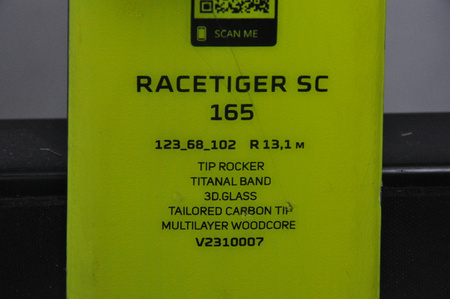 SCAN ME
RACETIGER SC
165
123_68_102 R 13,1 M
TIP ROCKER
TITANAL BAND
3D.GLASS
TAILORED CARBON TIP
MULTILAYER WOODCORE
V2310007